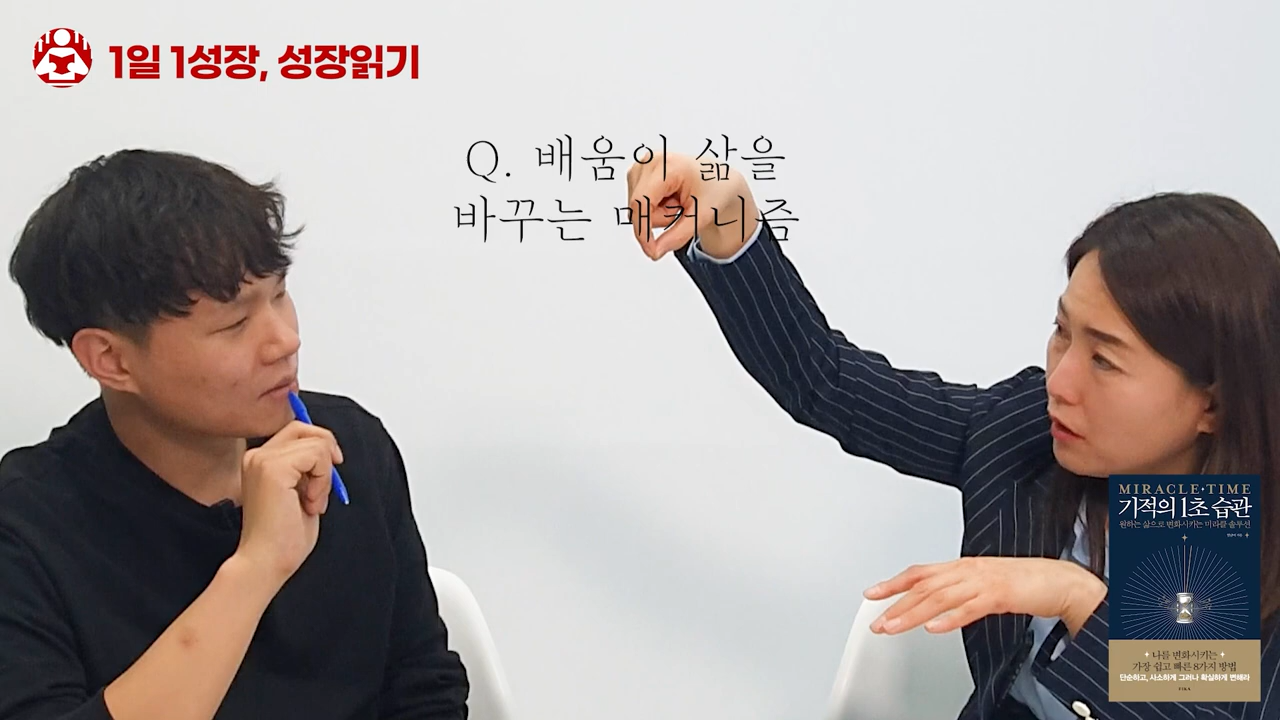 1일 1성장, 성장읽기
Q. 배움이 삶을
바꾸는 매커니즘
MIRACLE·TIME
기적의 1초 습관
원하는 삶으로 변화시키는 미라클 솔루션
나를 변화시키는
가장 쉽고 빠른 8가지 방법
단순하고, 사소하게 그러나 확실하게 변해라